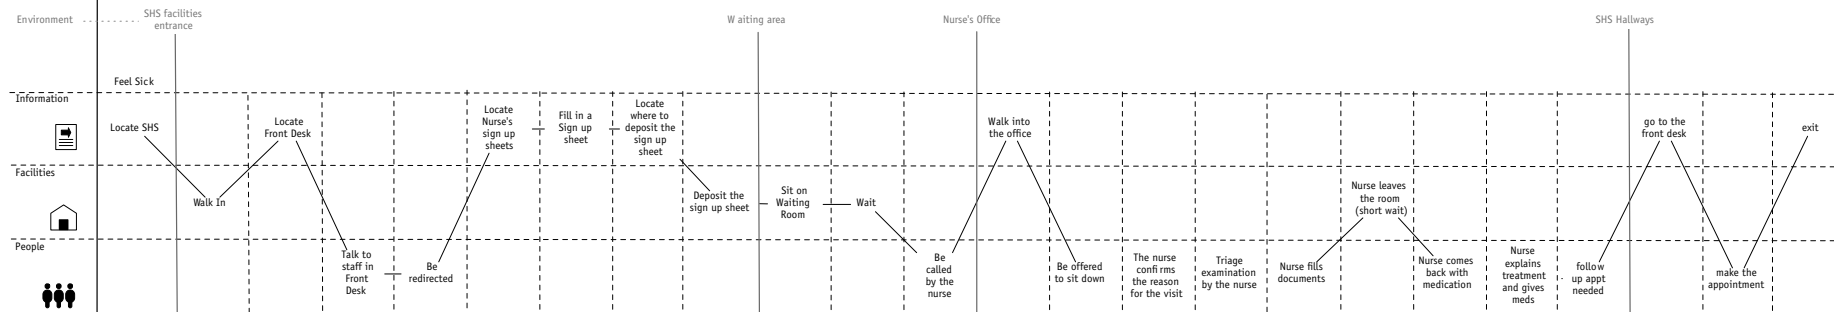 Environment
SHS facilities
entrance
W aiting area
Nurse's Office
SHS Hallways
Feel Sick
Information
Locate SHS
Locate
Front Desk
Locate
Nurse's
sign up
sheets
Fill in a
Sign up
sheet
Locate
where to
deposit the
sign up
sheet
Walk into
the office
go to the
front desk
exit
Facilities
Walk In
Deposit the
sign up sheet
Sit on
Waiting
Room
Wait
Nurse leaves
the room
(short wait)
People
Talk to
staff in
Front
Desk
Be
redirected
Be
called
by the
nurse
Be offered
to sit down
The nurse
confi rms
the reason
for the visit
Triage
examination
by the nurse
Nurse fills
documents
Nurse comes
back with
medication
Nurse
explains
treatment
and gives
meds
follow
up appt
needed
make the
appointment